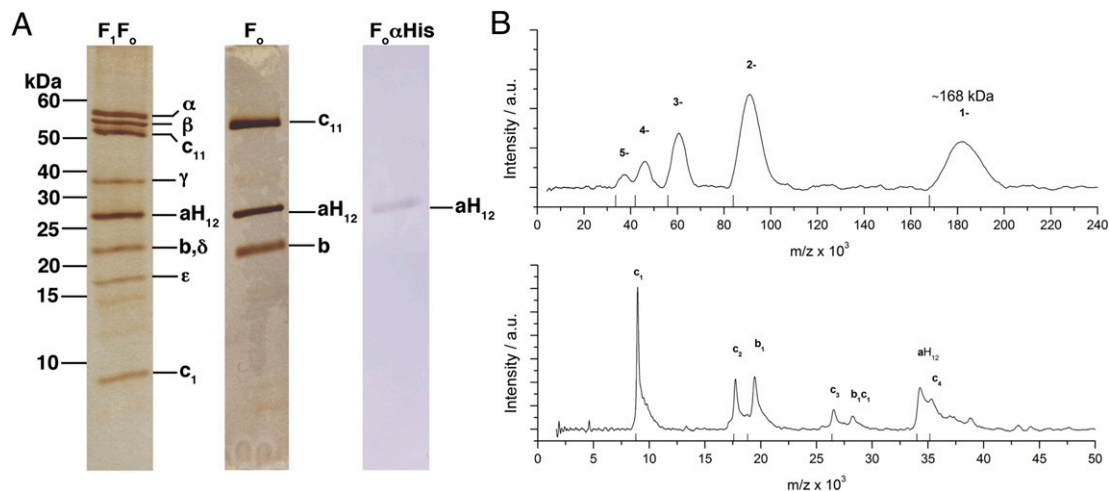 A
F₁Fₒ
Fₒ
FₒαHis
kDa
60
50
40
30
25
20
15
10
α
β
c₁₁
γ
aH₁₂
b,δ
ε
c₁
c₁₁
aH₁₂
b
aH₁₂
B
Intensity / a.u.
5-
4-
3-
2-
~168 kDa
1-
0 20 40 60 80 100 120 140 160 180 200 220 240
m/z x 10³
Intensity / a.u.
c₁
c₂
b₁
c₃
b₁c₁
aH₁₂
c₄
0 5 10 15 20 25 30 35 40 45 50
m/z x 10³